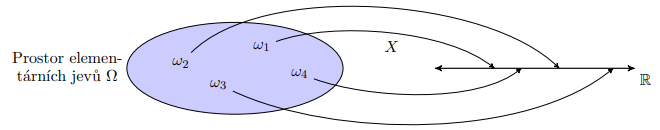 Prostor elemen-
tárních jevů Ω
ω₂
ω₁
ω₃
ω₄
X
ℝ